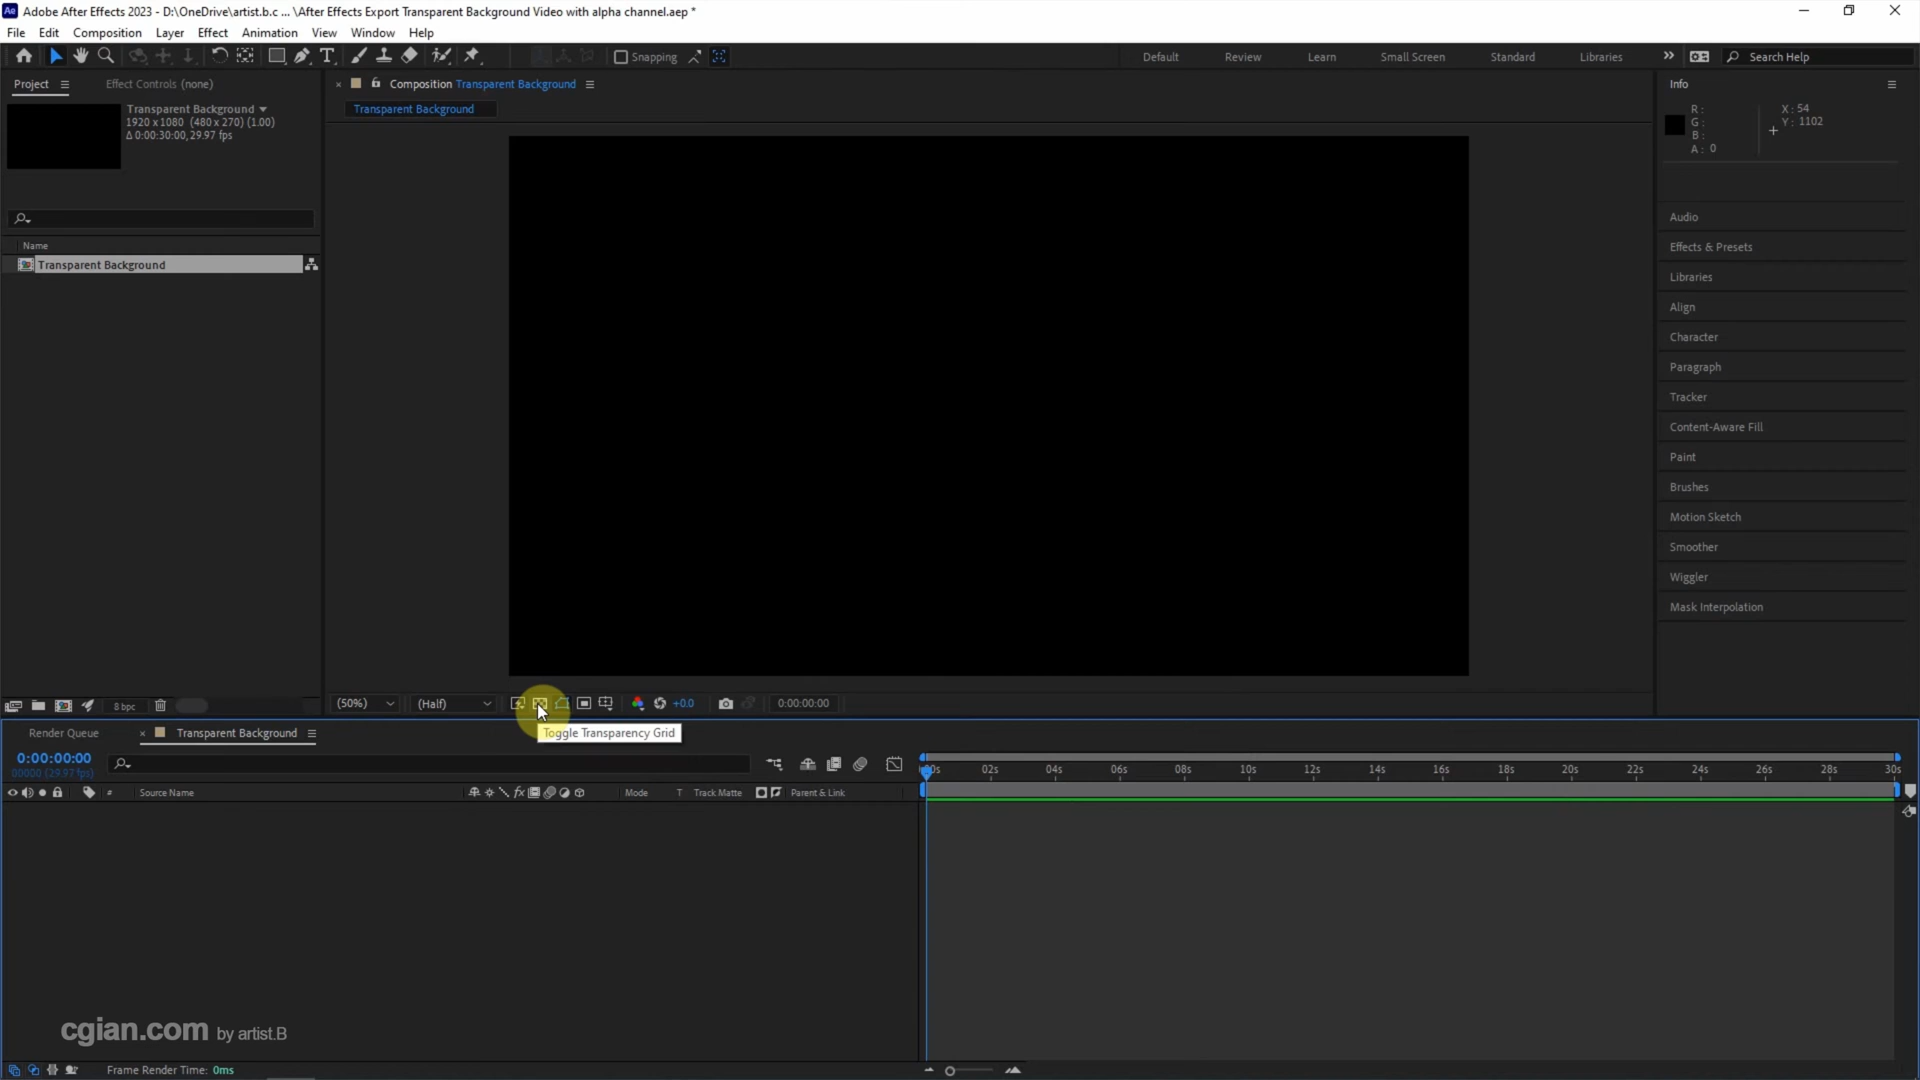 Adobe After Effects 2023 - D:\OneDrive\artist.b.c ... \After Effects Export Transparent Background Video with alpha channel.aep *
File Edit Composition Layer Effect Animation View Window Help
Snapping Default Review Learn Small Screen Standard Libraries Search Help
Project Effect Controls (none)
Transparent Background
1920 x 1080 (480 x 270) (1.00)
Δ 0:00:30:00, 29.97 fps
Name
Transparent Background
8 bpc
Composition Transparent Background
Transparent Background
(50%) (Half) +0.0 0:00:00:00
Toggle Transparency Grid
Info
R:
G:
B:
A: 0
X: 54
Y: 1102
Audio
Effects & Presets
Libraries
Align
Character
Paragraph
Tracker
Content-Aware Fill
Paint
Brushes
Motion Sketch
Smoother
Wiggler
Mask Interpolation
Render Queue Transparent Background
0:00:00:00
00000 (29.97 fps)
# Source Name fx Mode T Track Matte Parent & Link
02s 04s 06s 08s 10s 12s 14s 16s 18s 20s 22s 24s 26s 28s 30s
cgian.com by artist.B
Frame Render Time: 0ms